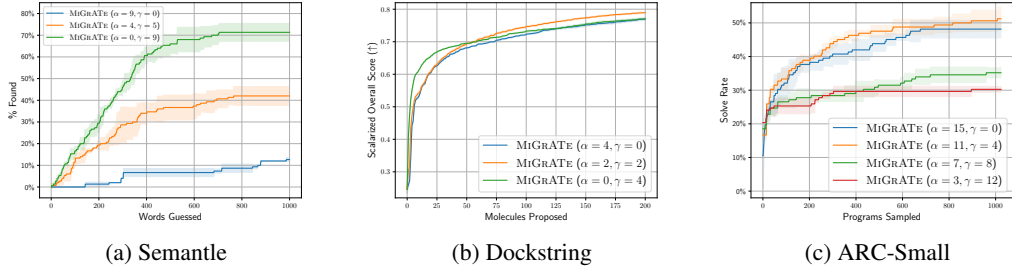 80%
70%
60%
50%
40%
30%
20%
10%
0%
% Found
MiGrATe (α = 9, γ = 0)
MiGrATe (α = 4, γ = 5)
MiGrATe (α = 0, γ = 9)
0 200 400 600 800 1000
Words Guessed
(a) Semantle
0.8
0.7
0.6
0.5
0.4
0.3
Scalarized Overall Score (↑)
MiGrATe (α = 4, γ = 0)
MiGrATe (α = 2, γ = 2)
MiGrATe (α = 0, γ = 4)
0 25 50 75 100 125 150 175 200
Molecules Proposed
(b) Dockstring
50%
40%
30%
20%
10%
0%
Solve Rate
MiGrATe (α = 15, γ = 0)
MiGrATe (α = 11, γ = 4)
MiGrATe (α = 7, γ = 8)
MiGrATe (α = 3, γ = 12)
0 200 400 600 800 1000
Programs Sampled
(c) ARC-Small